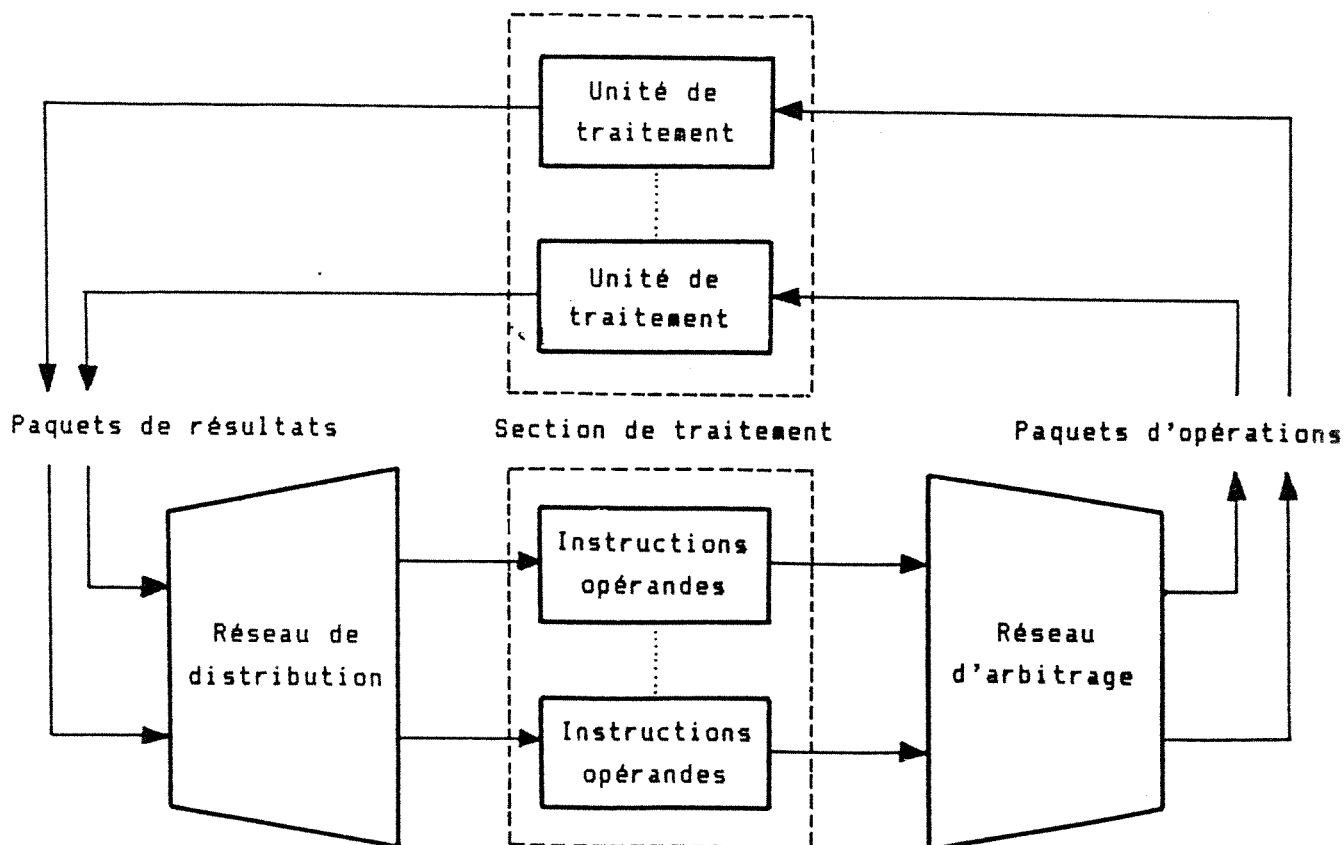 Unité de
traitement
Unité de
traitement
Paquets de résultats
Section de traitement
Paquets d'opérations
Instructions
opérandes
Réseau de
distribution
Réseau
d'arbitrage
Instructions
opérandes